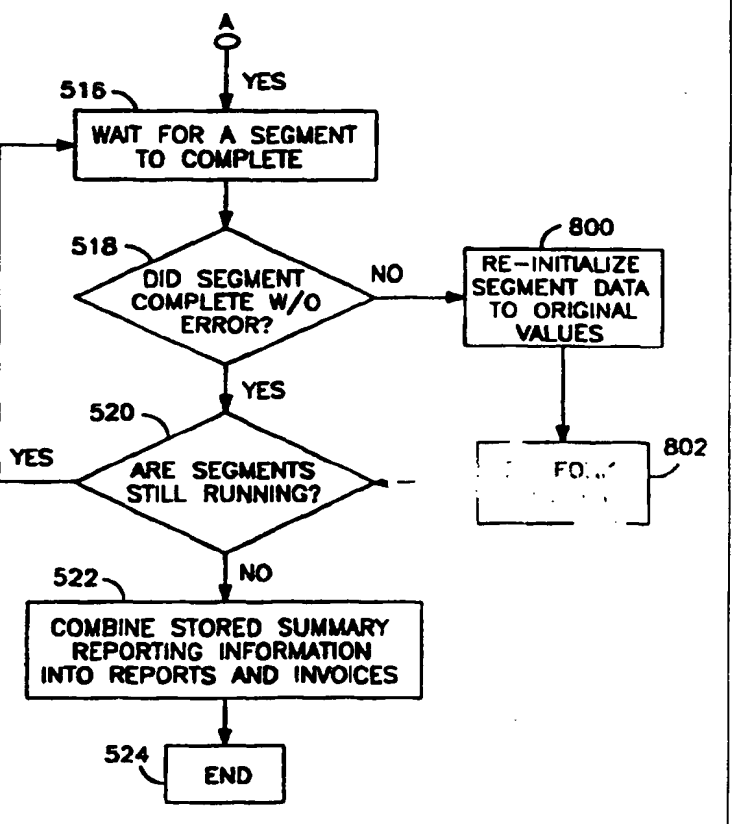 A
YES
516
WAIT FOR A SEGMENT
TO COMPLETE
518
DID SEGMENT
COMPLETE W/O
ERROR?
NO
800
RE-INITIALIZE
SEGMENT DATA
TO ORIGINAL
VALUES
YES
520
ARE SEGMENTS
STILL RUNNING?
YES
802
NO
522
COMBINE STORED SUMMARY
REPORTING INFORMATION
INTO REPORTS AND INVOICES
524
END